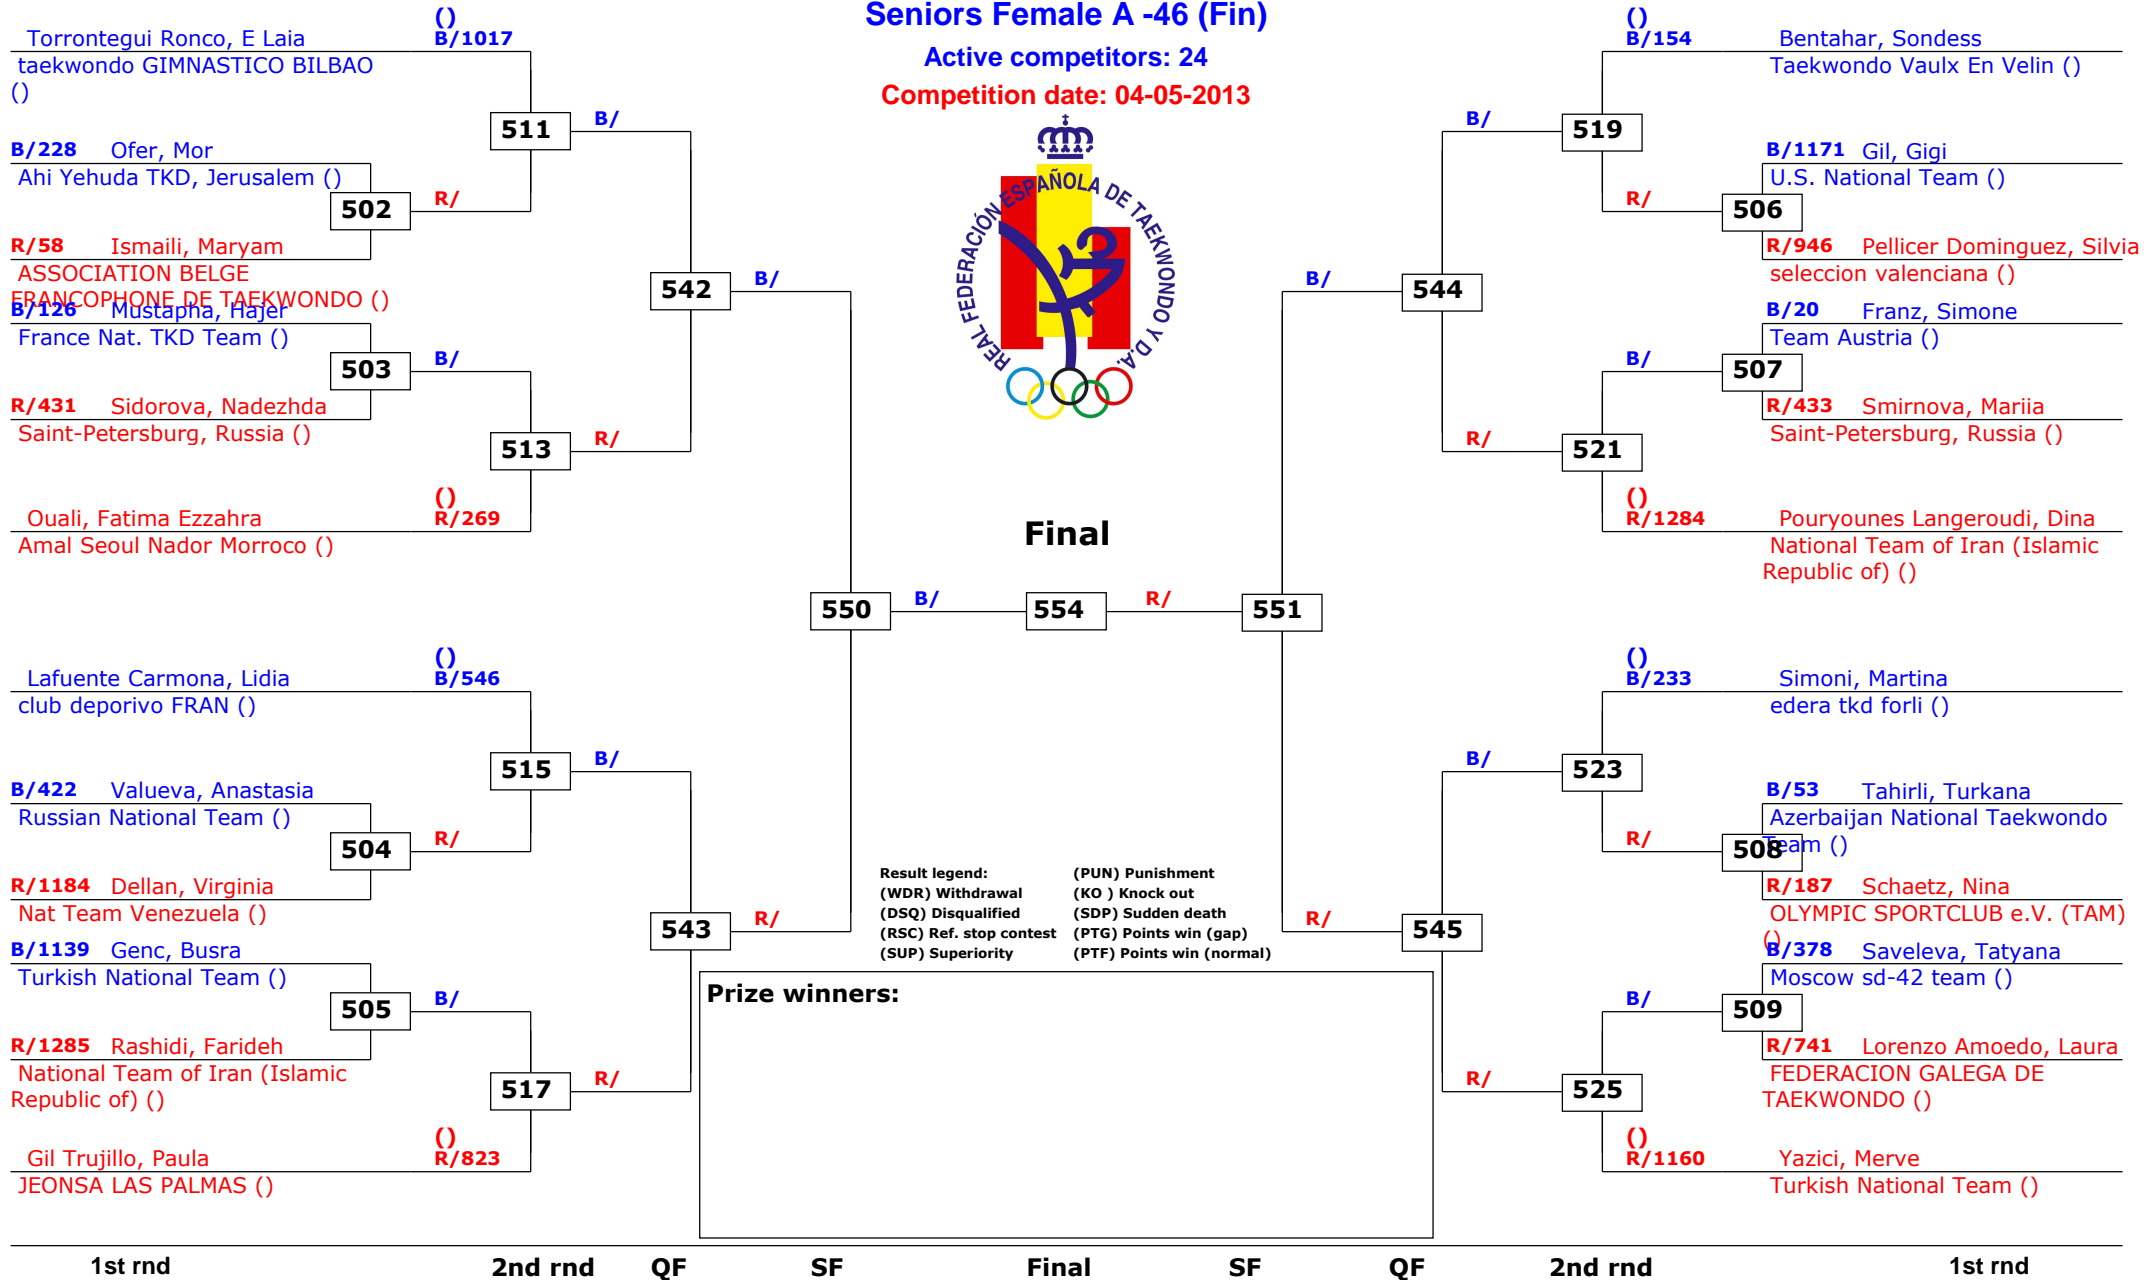 Seniors Female A -46 (Fin)
Active competitors: 24
Competition date: 04-05-2013
REAL FEDERACIÓN ESPAÑOLA DE TAEKWONDO Y D.A.
()
Torrontegui Ronco, E Laia B/1017
taekwondo GIMNASTICO BILBAO
()
511
B/
B/228 Ofer, Mor
Ahi Yehuda TKD, Jerusalem ()
502
R/
R/58 Ismaili, Maryam
ASSOCIATION BELGE
FRANCOPHONE DE TAEKWONDO ()
542
B/
B/126 Mustapha, Hajer
France Nat. TKD Team ()
503
B/
R/431 Sidorova, Nadezhda
Saint-Petersburg, Russia ()
513
R/
()
Ouali, Fatima Ezzahra R/269
Amal Seoul Nador Morroco ()
550
B/
()
Lafuente Carmona, Lidia B/546
club deporivo FRAN ()
515
B/
B/422 Valueva, Anastasia
Russian National Team ()
504
R/
R/1184 Dellan, Virginia
Nat Team Venezuela ()
543
R/
B/1139 Genc, Busra
Turkish National Team ()
505
B/
R/1285 Rashidi, Farideh
National Team of Iran (Islamic
Republic of) ()
517
R/
()
Gil Trujillo, Paula R/823
JEONSA LAS PALMAS ()
Final
554
R/
551
()
B/154 Bentahar, Sondess
Taekwondo Vaulx En Velin ()
B/
519
B/1171 Gil, Gigi
U.S. National Team ()
R/
506
R/946 Pellicer Dominguez, Silvia
seleccion valenciana ()
B/
544
B/20 Franz, Simone
Team Austria ()
B/
507
R/433 Smirnova, Mariia
Saint-Petersburg, Russia ()
R/
521
()
R/1284 Pouryounes Langeroudi, Dina
National Team of Iran (Islamic
Republic of) ()
()
B/233 Simoni, Martina
edera tkd forli ()
B/
523
B/53 Tahirli, Turkana
Azerbaijan National Taekwondo
Team ()
R/
508
R/187 Schaetz, Nina
OLYMPIC SPORTCLUB e.V. (TAM)
()
R/
545
B/378 Saveleva, Tatyana
Moscow sd-42 team ()
B/
509
R/741 Lorenzo Amoedo, Laura
FEDERACION GALEGA DE
TAEKWONDO ()
R/
525
()
R/1160 Yazici, Merve
Turkish National Team ()
Result legend: (PUN) Punishment
(WDR) Withdrawal (KO ) Knock out
(DSQ) Disqualified (SDP) Sudden death
(RSC) Ref. stop contest (PTG) Points win (gap)
(SUP) Superiority (PTF) Points win (normal)
Prize winners:
1st rnd 2nd rnd QF SF Final SF QF 2nd rnd 1st rnd